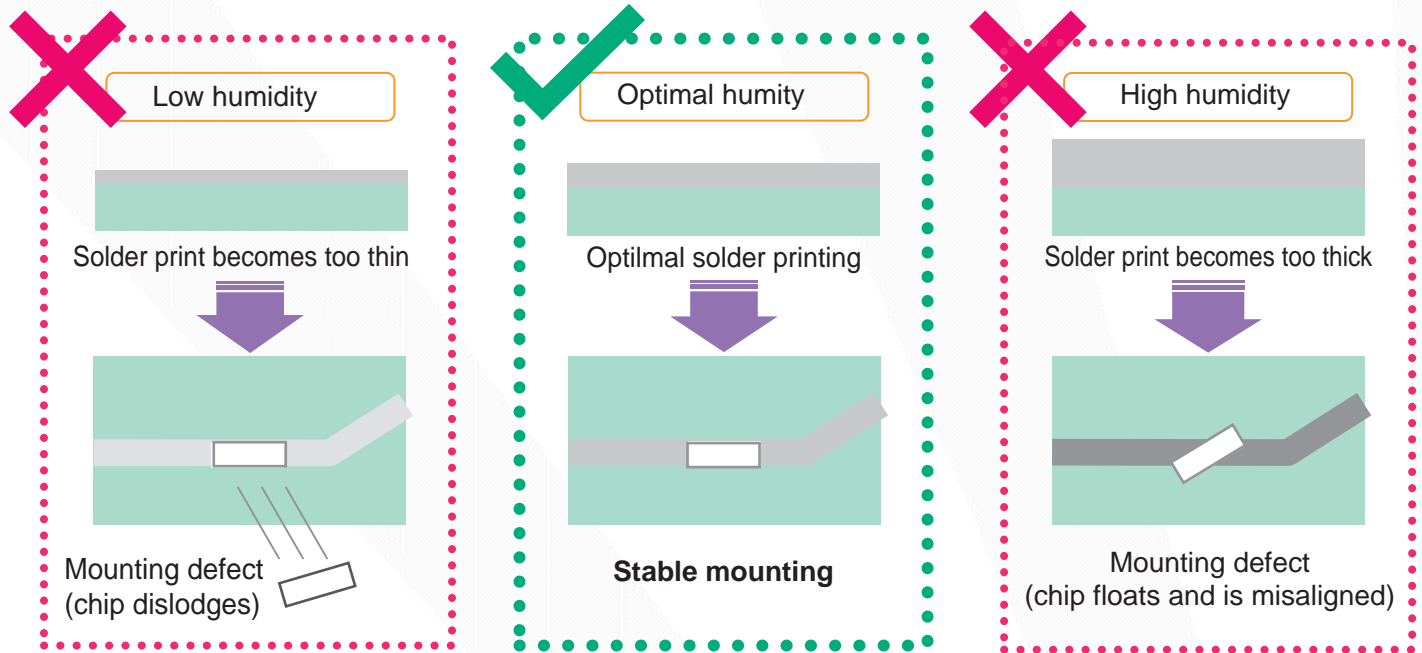 Low humidity
Solder print becomes too thin
Mounting defect
(chip dislodges)
Optimal humity
Optilmal solder printing
Stable mounting
High humidity
Solder print becomes too thick
Mounting defect
(chip floats and is misaligned)